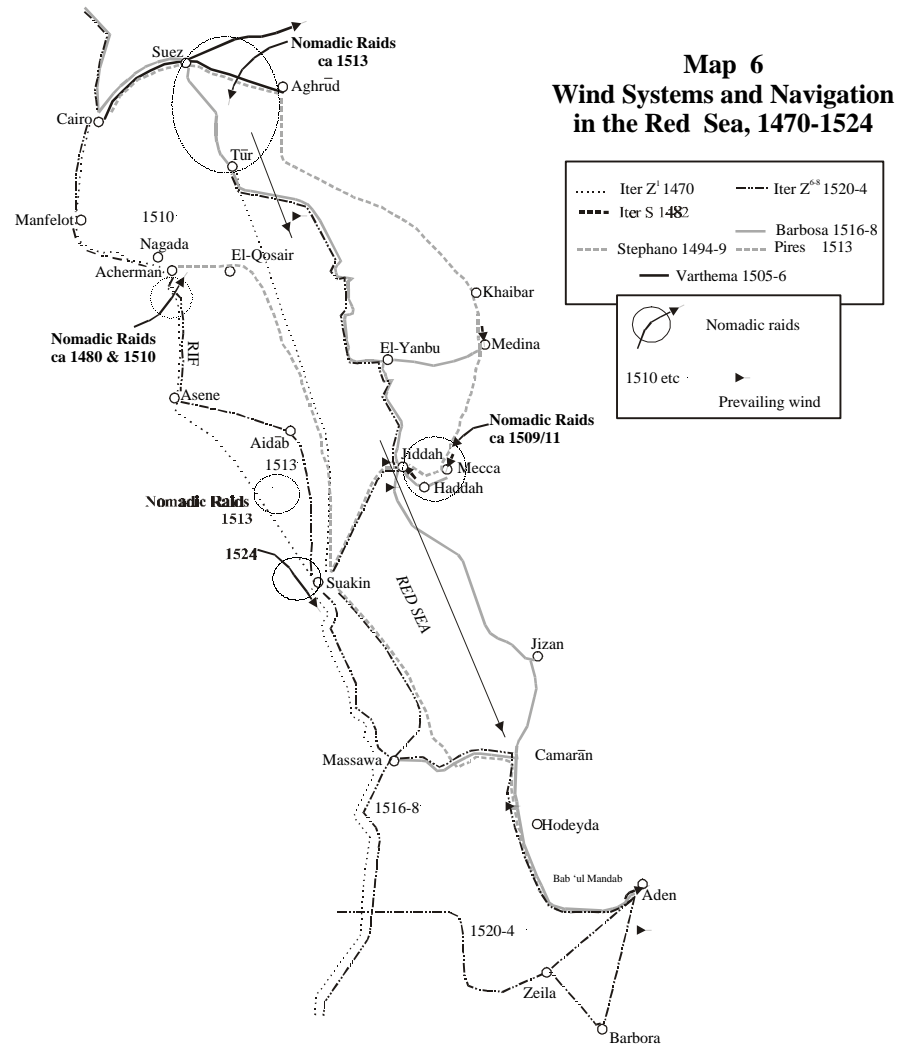 Map 6
Wind Systems and Navigation
in the Red Sea, 1470-1524
Iter Z¹ 1470
Iter Z⁶⁻⁸ 1520-4
Iter S 1482
Barbosa 1516-8
Stephano 1494-9
Pires 1513
Varthema 1505-6
Nomadic raids
1510 etc
Prevailing wind
Suez
Nomadic Raids
ca 1513
Aghrūd
Cairo
Tūr
Manfelot
1510
Nagada
El-Qosair
Acherman
Khaibar
Nomadic Raids
ca 1480 & 1510
RIF
El-Yanbu
Medina
Asene
Nomadic Raids
ca 1509/11
Aidāb
Jiddah
1513
Mecca
Haddah
Nomadic Raids
1513
1524
Suakin
RED SEA
Jizan
Massawa
Camarān
1516-8
Hodeyda
Bab ‘ul Mandab
Aden
1520-4
Zeila
Barbora